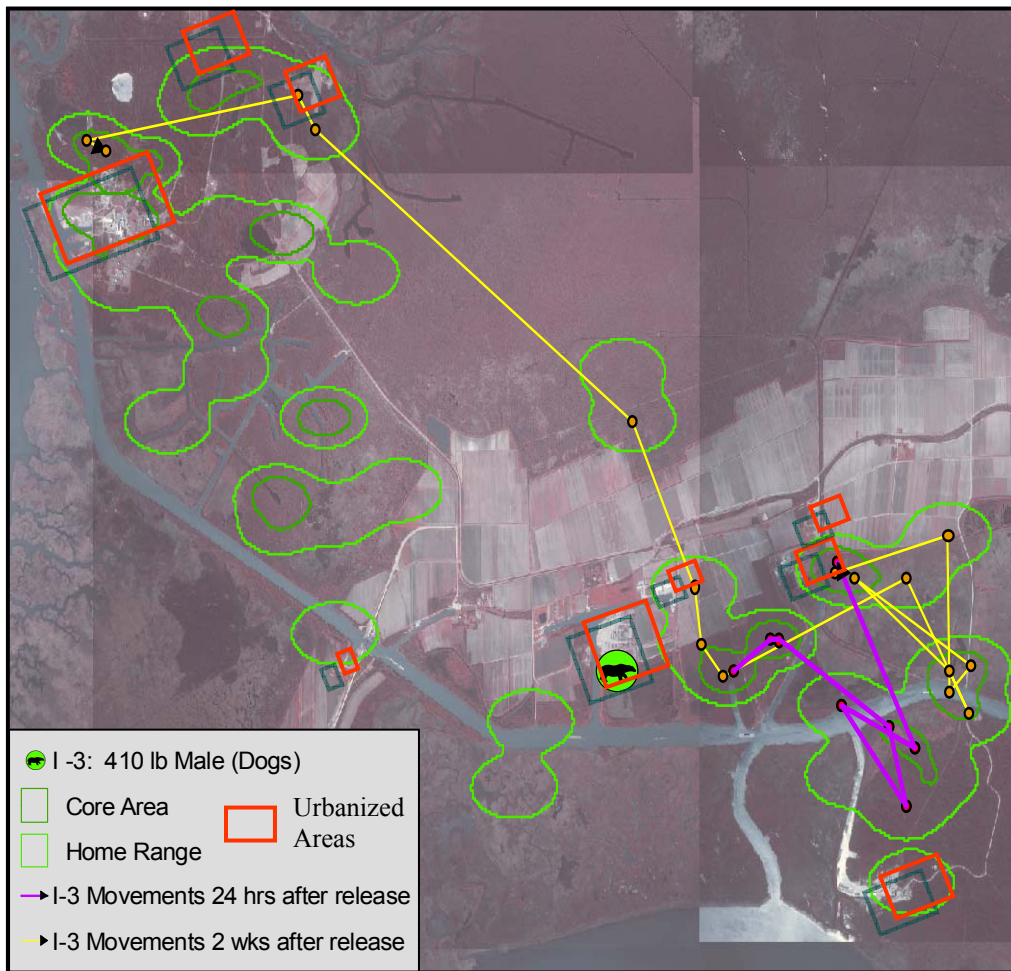 I -3: 410 lb Male (Dogs)
Core Area
Home Range
Urbanized
Areas
I-3 Movements 24 hrs after release
I-3 Movements 2 wks after release